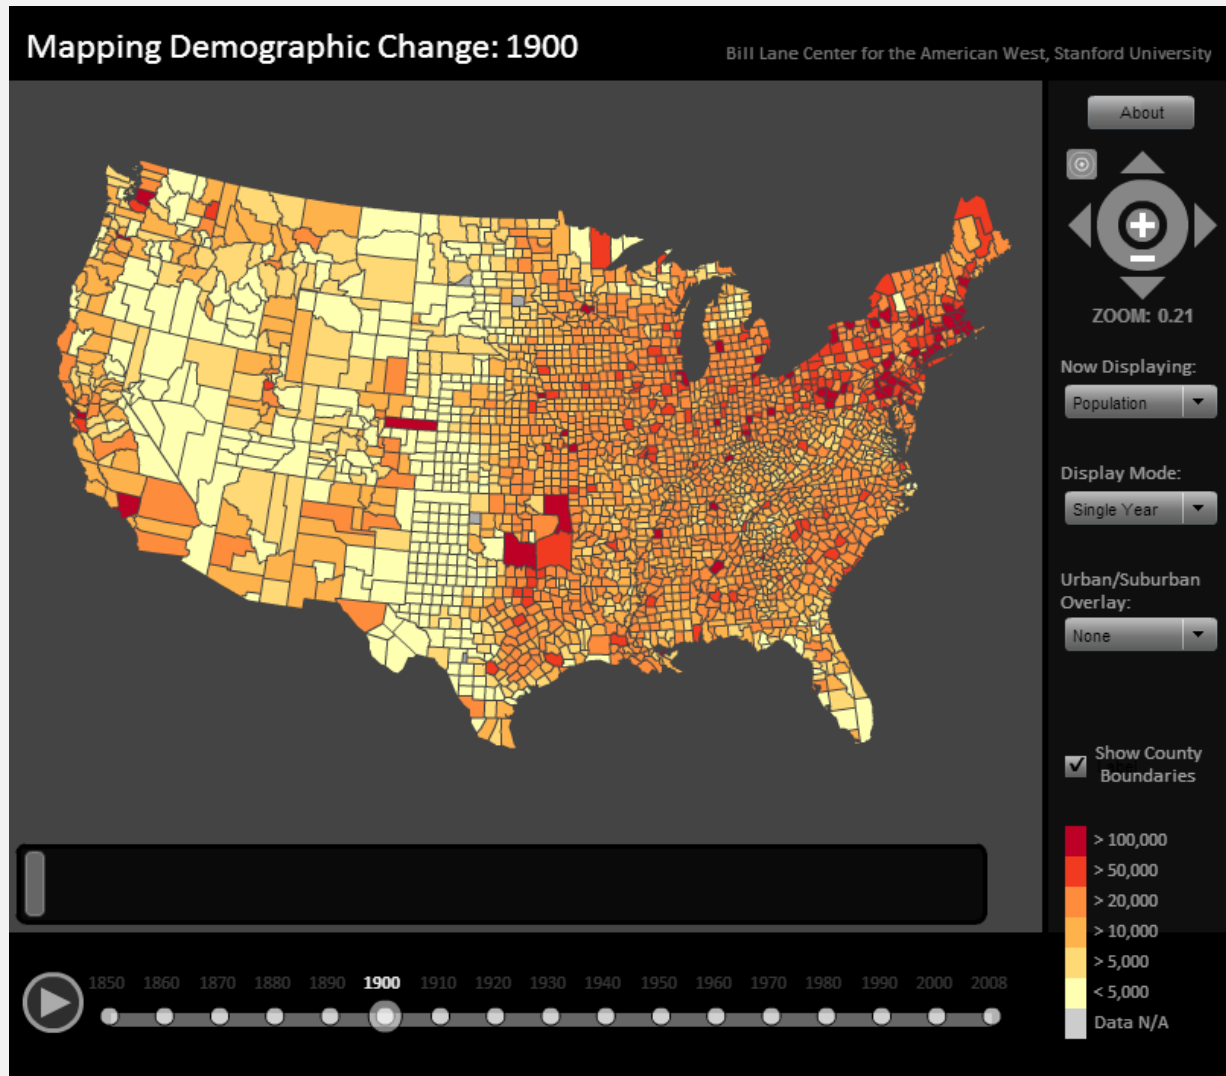 Mapping Demographic Change: 1900
Bill Lane Center for the American West, Stanford University
About
ZOOM: 0.21
Now Displaying:
Population
Display Mode:
Single Year
Urban/Suburban
Overlay:
None
Show County
Boundaries
> 100,000
> 50,000
> 20,000
> 10,000
> 5,000
< 5,000
Data N/A
1850 1860 1870 1880 1890 1900 1910 1920 1930 1940 1950 1960 1970 1980 1990 2000 2008